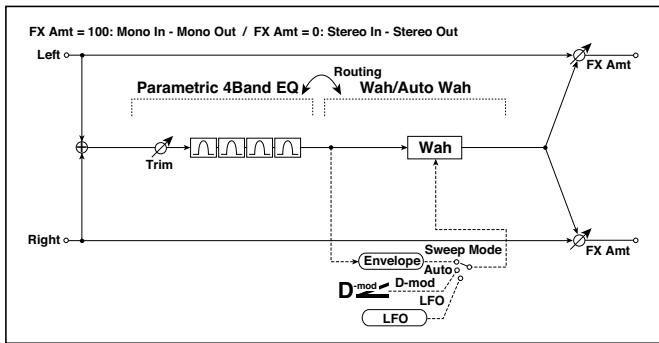 FX Amt = 100: Mono In - Mono Out / FX Amt = 0: Stereo In - Stereo Out
Left
FX Amt
Routing
Parametric 4Band EQ
Wah/Auto Wah
Trim
Wah
Right
FX Amt
Sweep Mode
Envelope
Auto
D-mod
D-mod
LFO
LFO